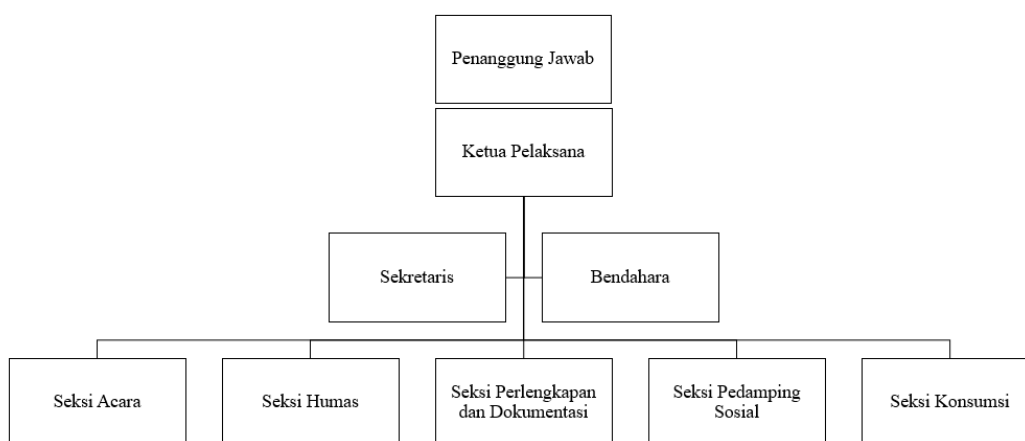 Penanggung Jawab
Ketua Pelaksana
Sekretaris
Bendahara
Seksi Acara
Seksi Humas
Seksi Perlengkapan
dan Dokumentasi
Seksi Pedamping
Sosial
Seksi Konsumsi